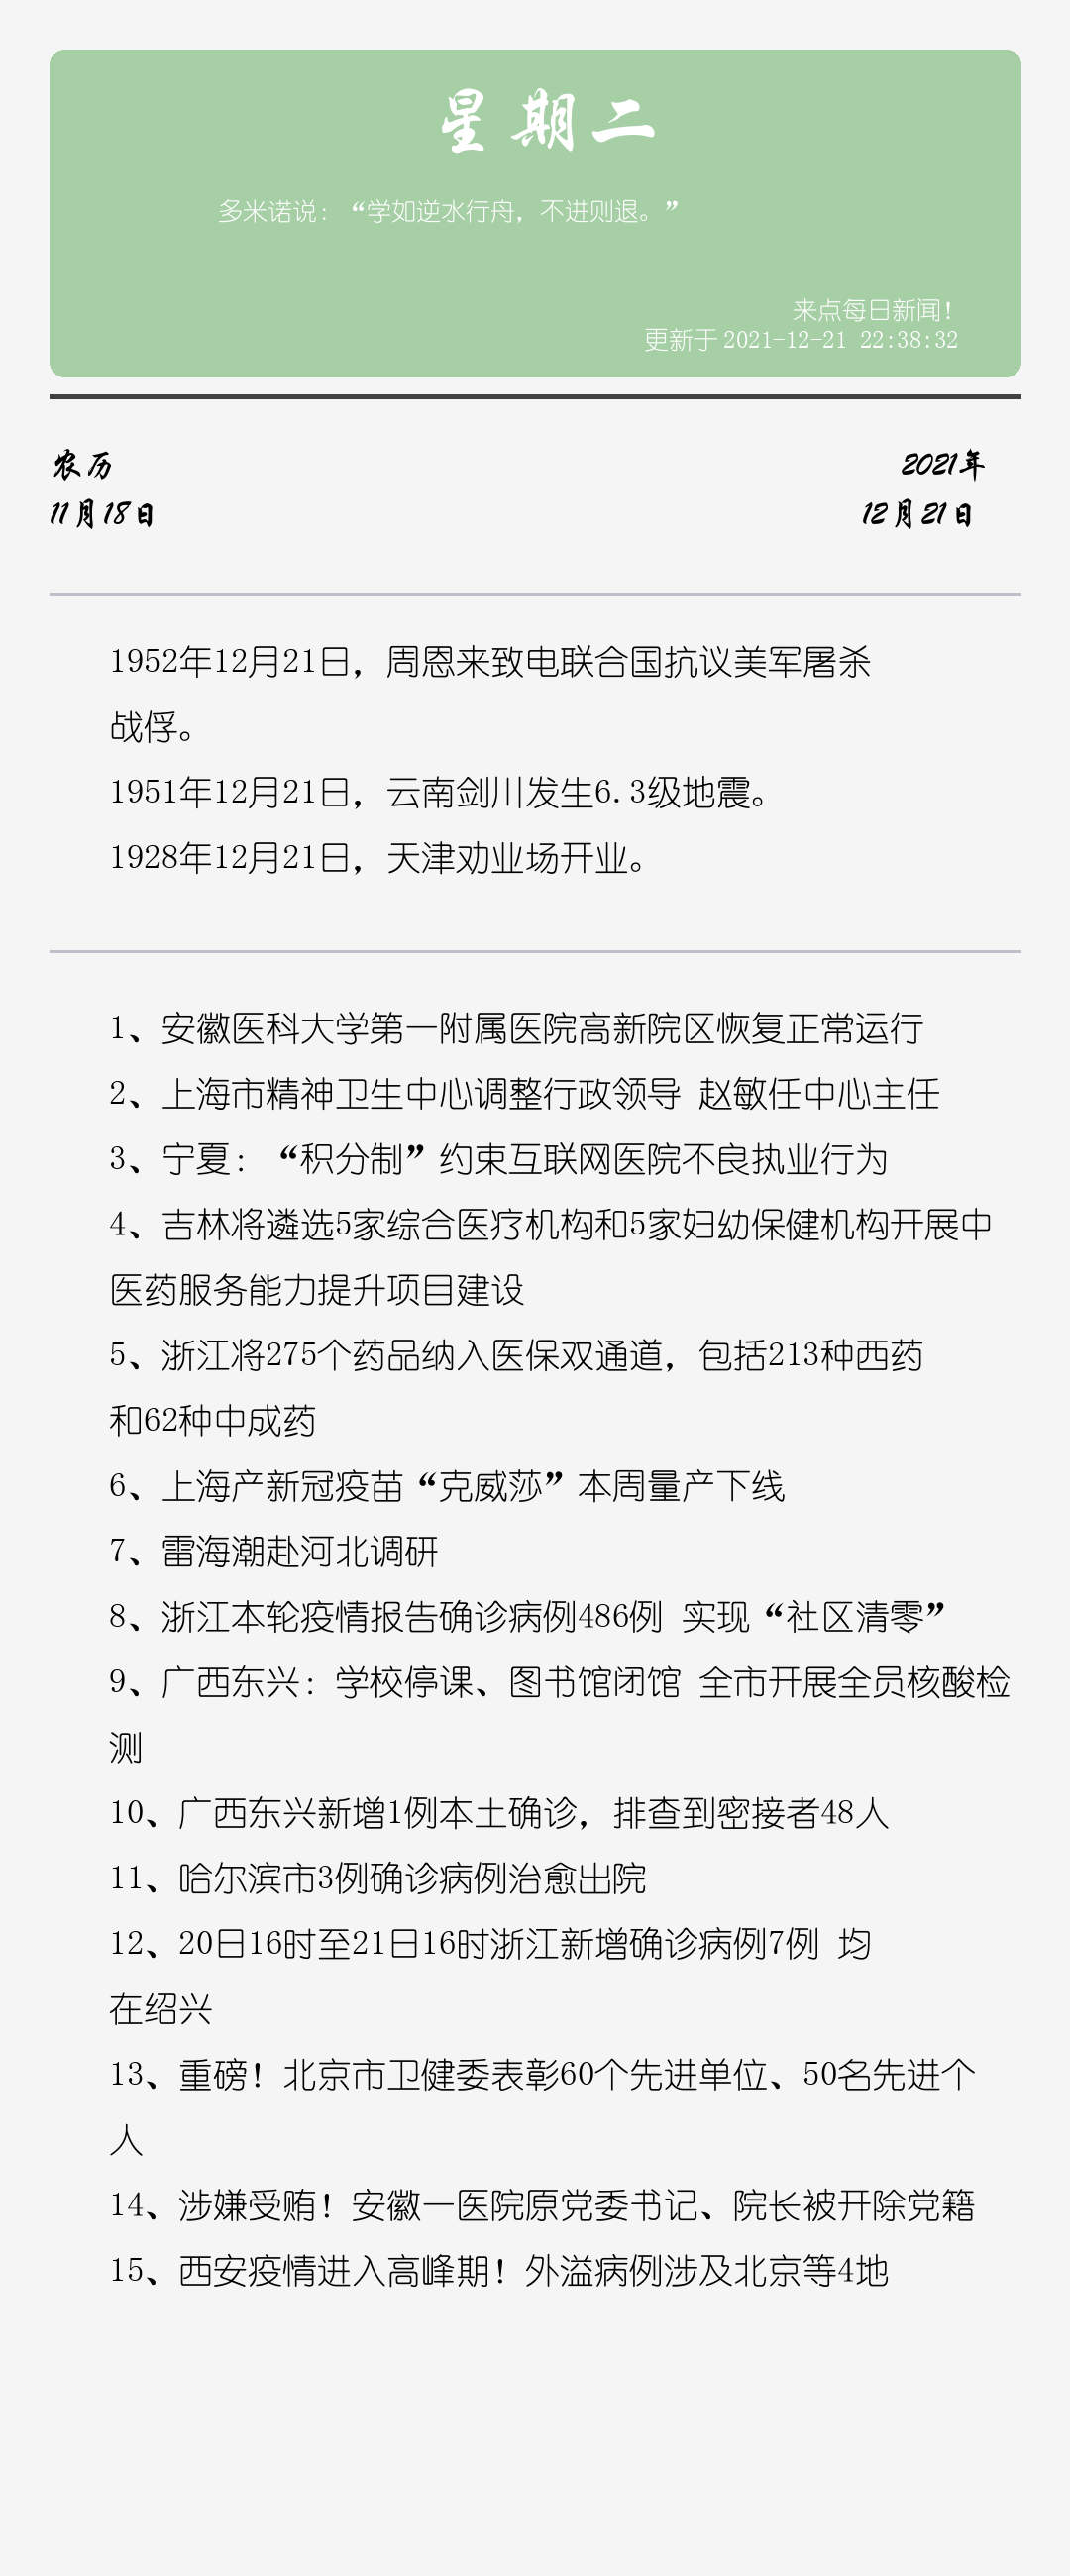 星期二
多米诺说：“学如逆水行舟，不进则退。”
来点每日新闻！
更新于 2021-12-21 22:38:32
农历
2021年
11月18日
12月21日
1952年12月21日，周恩来致电联合国抗议美军屠杀
战俘。
1951年12月21日，云南剑川发生6.3级地震。
1928年12月21日，天津劝业场开业。
1、安徽医科大学第一附属医院高新院区恢复正常运行
2、上海市精神卫生中心调整行政领导 赵敏任中心主任
3、宁夏：“积分制”约束互联网医院不良执业行为
4、吉林将遴选5家综合医疗机构和5家妇幼保健机构开展中
医药服务能力提升项目建设
5、浙江将275个药品纳入医保双通道，包括213种西药
和62种中成药
6、上海产新冠疫苗“克威莎”本周量产下线
7、雷海潮赴河北调研
8、浙江本轮疫情报告确诊病例486例 实现“社区清零”
9、广西东兴：学校停课、图书馆闭馆 全市开展全员核酸检
测
10、广西东兴新增1例本土确诊，排查到密接者48人
11、哈尔滨市3例确诊病例治愈出院
12、20日16时至21日16时浙江新增确诊病例7例 均
在绍兴
13、重磅！北京市卫健委表彰60个先进单位、50名先进个
人
14、涉嫌受贿！安徽一医院原党委书记、院长被开除党籍
15、西安疫情进入高峰期！外溢病例涉及北京等4地